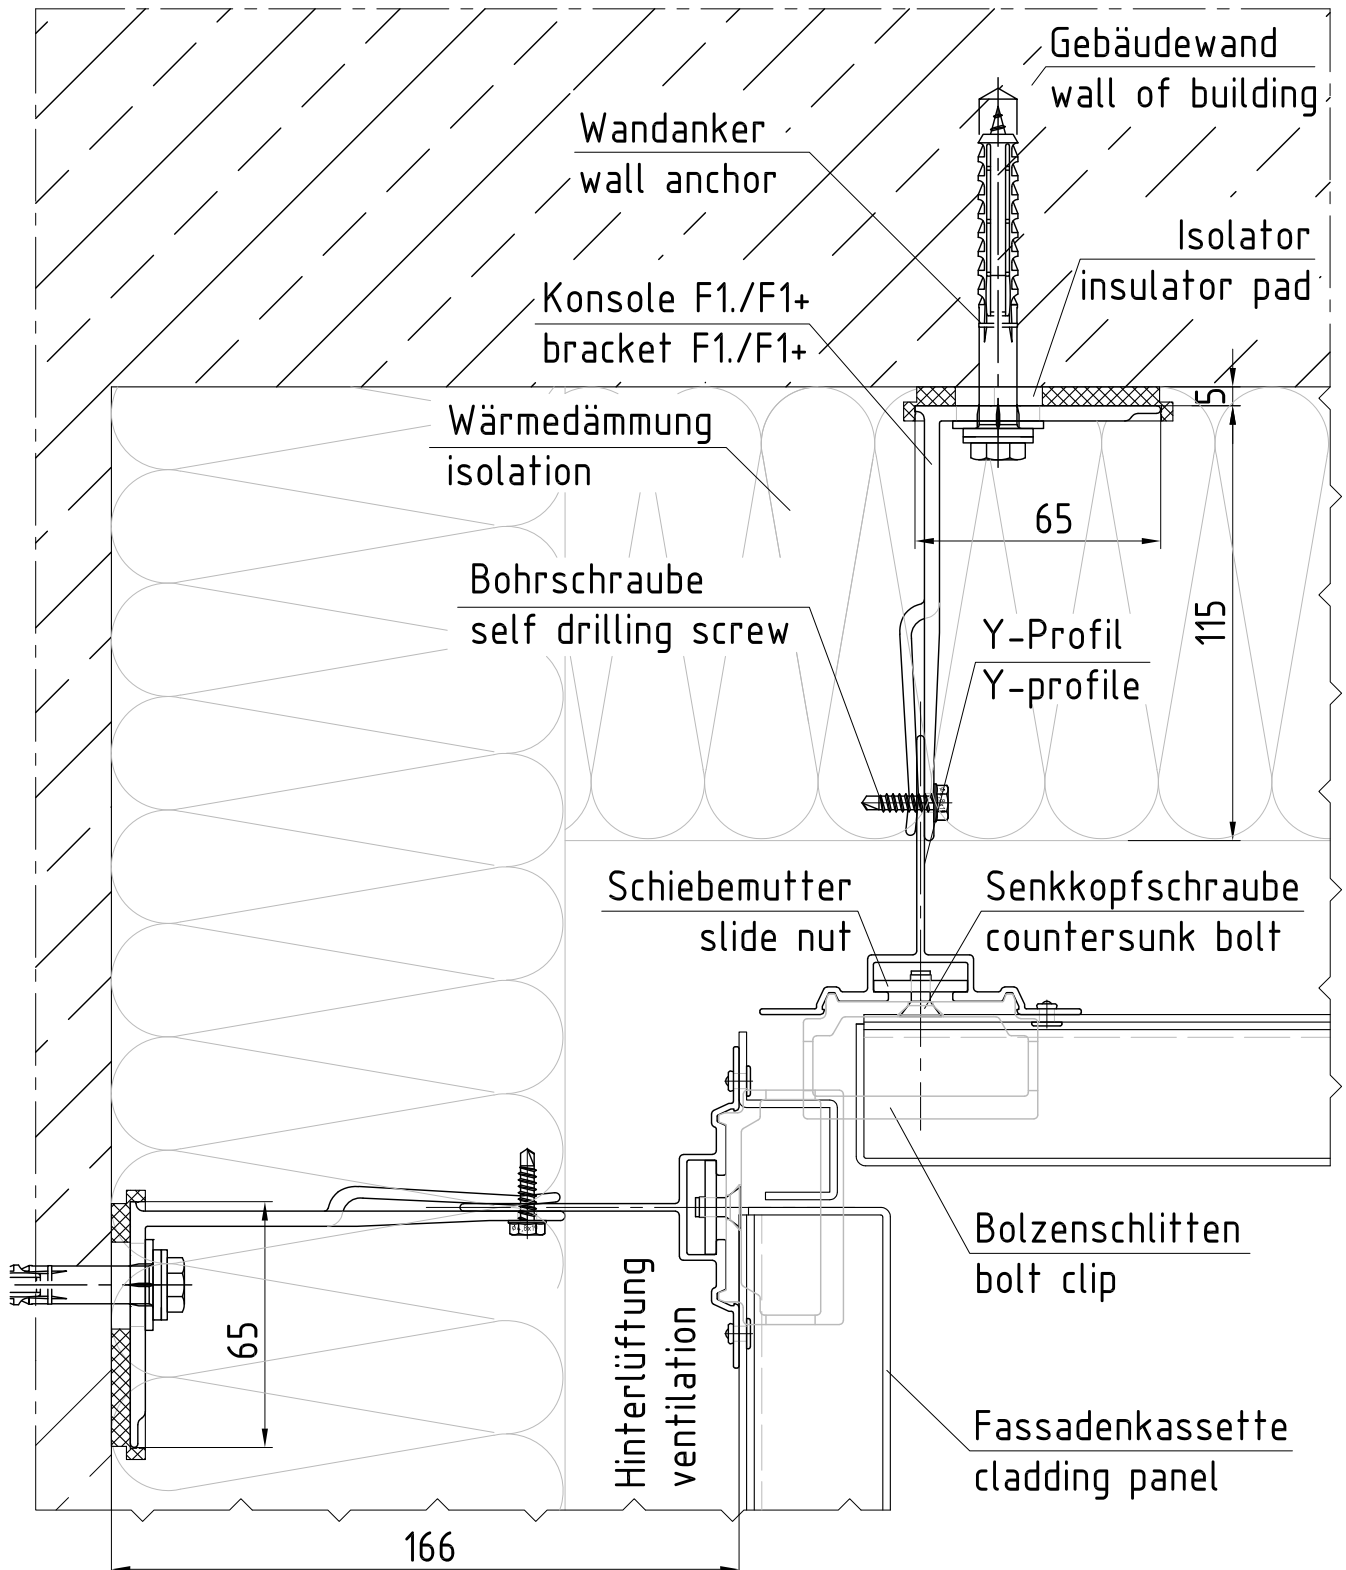 Gebäudewand
wall of building
Wandanker
wall anchor
Isolator
insulator pad
Konsole F1./F1+
bracket F1./F1+
5
Wärmedämmung
isolation
65
Bohrschraube
self drilling screw
115
Y-Profil
Y-profile
Schiebemutter
slide nut
Senkkopfschraube
countersunk bolt
Bolzenschlitten
bolt clip
65
Hinterlüftung
ventilation
Fassadenkassette
cladding panel
166